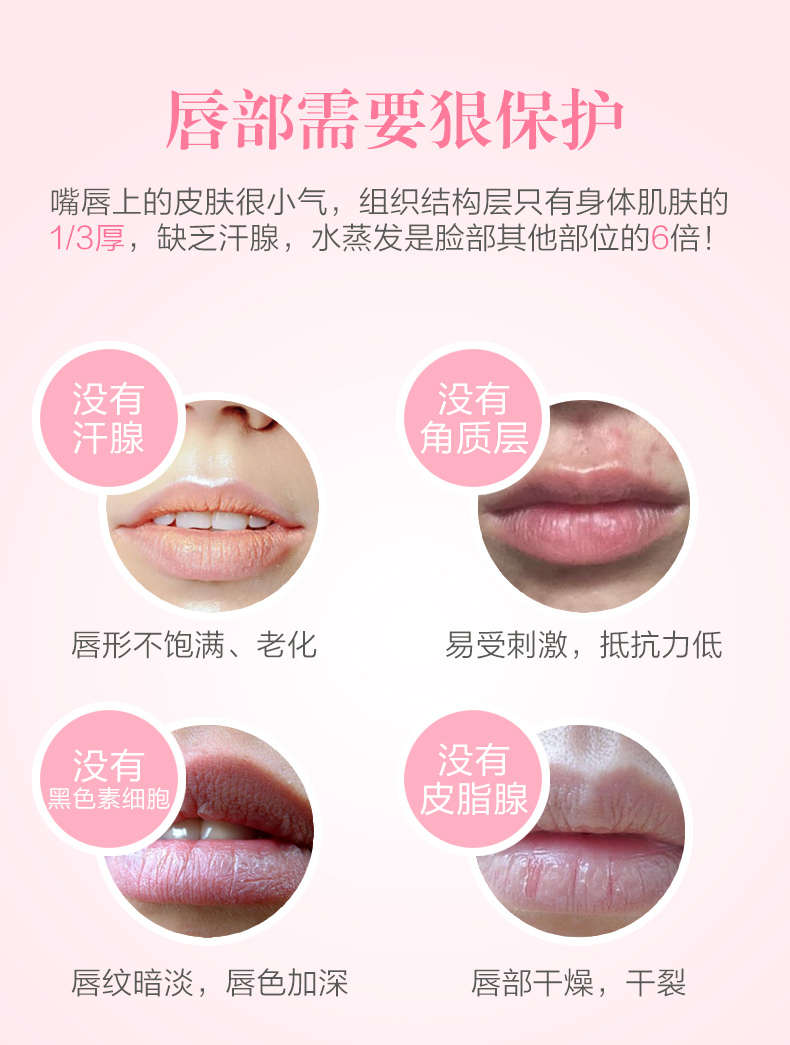 唇部需要狠保护
嘴唇上的皮肤很小气，组织结构层只有身体肌肤的
1/3厚，缺乏汗腺，水蒸发是脸部其他部位的6倍！
没有
汗腺
唇形不饱满、老化
没有
角质层
易受刺激，抵抗力低
没有
黑色素细胞
唇纹暗淡，唇色加深
没有
皮脂腺
唇部干燥，干裂